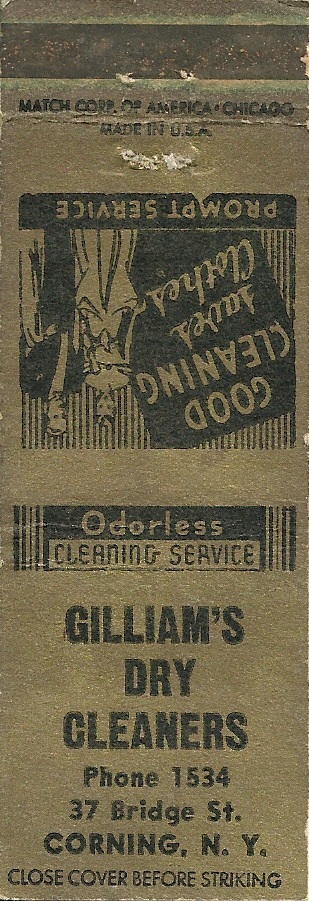 MATCH CORP. OF AMERICA • CHICAGO
MADE IN U.S.A.
GOOD
CLEANING
saves
Clothes
PROMPT SERVICE
Odorless
CLEANING SERVICE
GILLIAM'S
DRY
CLEANERS
Phone 1534
37 Bridge St.
CORNING, N. Y.
CLOSE COVER BEFORE STRIKING